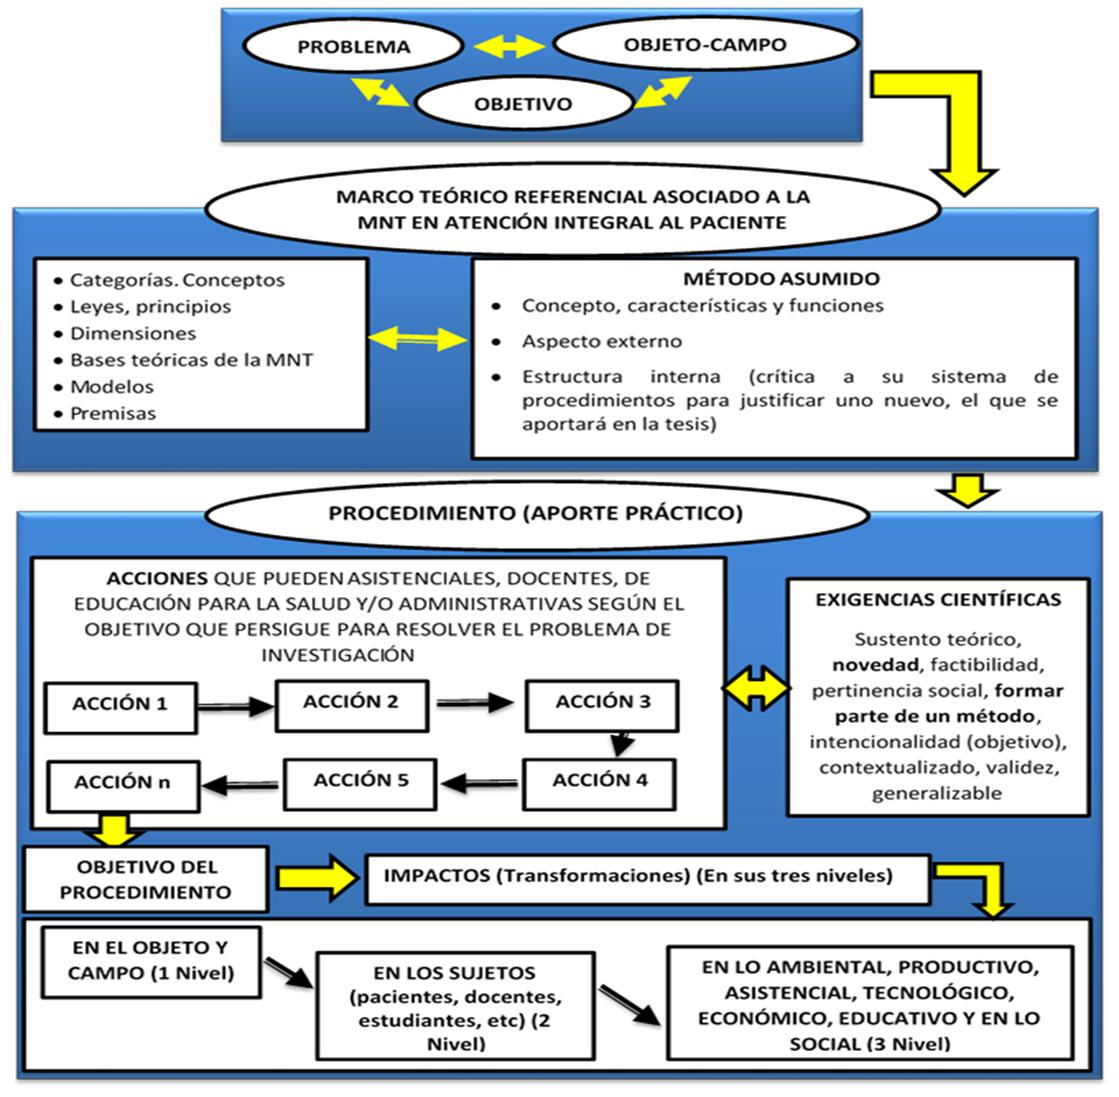 PROBLEMA
OBJETO-CAMPO
OBJETIVO
MARCO TEÓRICO REFERENCIAL ASOCIADO A LA
MNT EN ATENCIÓN INTEGRAL AL PACIENTE
• Categorías. Conceptos
• Leyes, principios
• Dimensiones
• Bases teóricas de la MNT
• Modelos
• Premisas
MÉTODO ASUMIDO
• Concepto, características y funciones
• Aspecto externo
• Estructura interna (crítica a su sistema de
procedimientos para justificar uno nuevo, el que se
aportará en la tesis)
PROCEDIMIENTO (APORTE PRÁCTICO)
ACCIONES QUE PUEDEN ASISTENCIALES, DOCENTES, DE
EDUCACIÓN PARA LA SALUD Y/O ADMINISTRATIVAS SEGÚN EL
OBJETIVO QUE PERSIGUE PARA RESOLVER EL PROBLEMA DE
INVESTIGACIÓN
ACCIÓN 1
ACCIÓN 2
ACCIÓN 3
ACCIÓN 4
ACCIÓN 5
ACCIÓN n
EXIGENCIAS CIENTÍFICAS
Sustento teórico,
novedad, factibilidad,
pertinencia social, formar
parte de un método,
intencionalidad (objetivo),
contextualizado, validez,
generalizable
OBJETIVO DEL
PROCEDIMIENTO
IMPACTOS (Transformaciones) (En sus tres niveles)
EN EL OBJETO Y
CAMPO (1 Nivel)
EN LOS SUJETOS
(pacientes, docentes,
estudiantes, etc) (2
Nivel)
EN LO AMBIENTAL, PRODUCTIVO,
ASISTENCIAL, TECNOLÓGICO,
ECONÓMICO, EDUCATIVO Y EN LO
SOCIAL (3 Nivel)